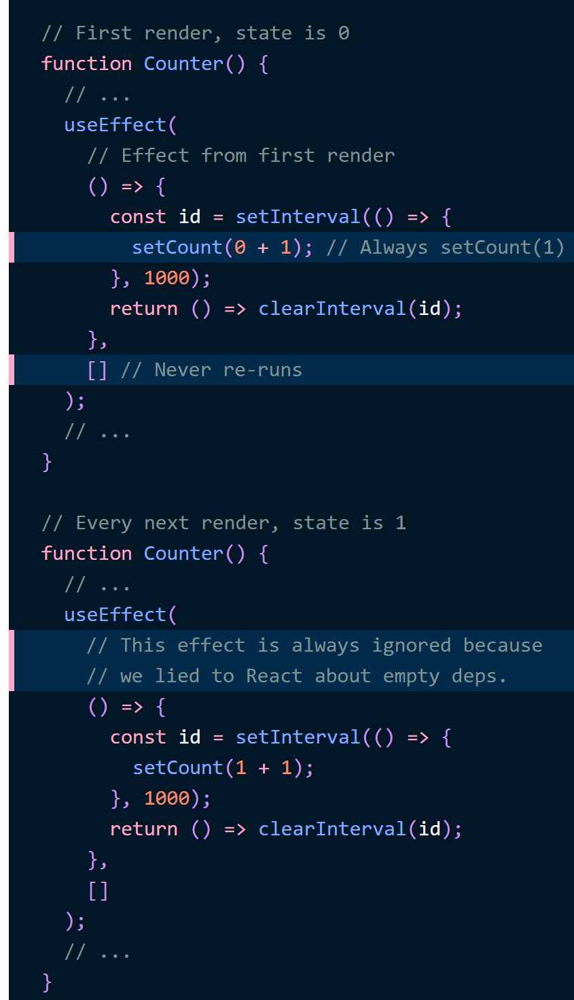 // First render, state is 0
function Counter() {
  // ...
  useEffect(
    // Effect from first render
    () => {
      const id = setInterval(() => {
        setCount(0 + 1); // Always setCount(1)
      }, 1000);
      return () => clearInterval(id);
    },
    [] // Never re-runs
  );
  // ...
}

// Every next render, state is 1
function Counter() {
  // ...
  useEffect(
    // This effect is always ignored because
    // we lied to React about empty deps.
    () => {
      const id = setInterval(() => {
        setCount(1 + 1);
      }, 1000);
      return () => clearInterval(id);
    },
    []
  );
  // ...
}